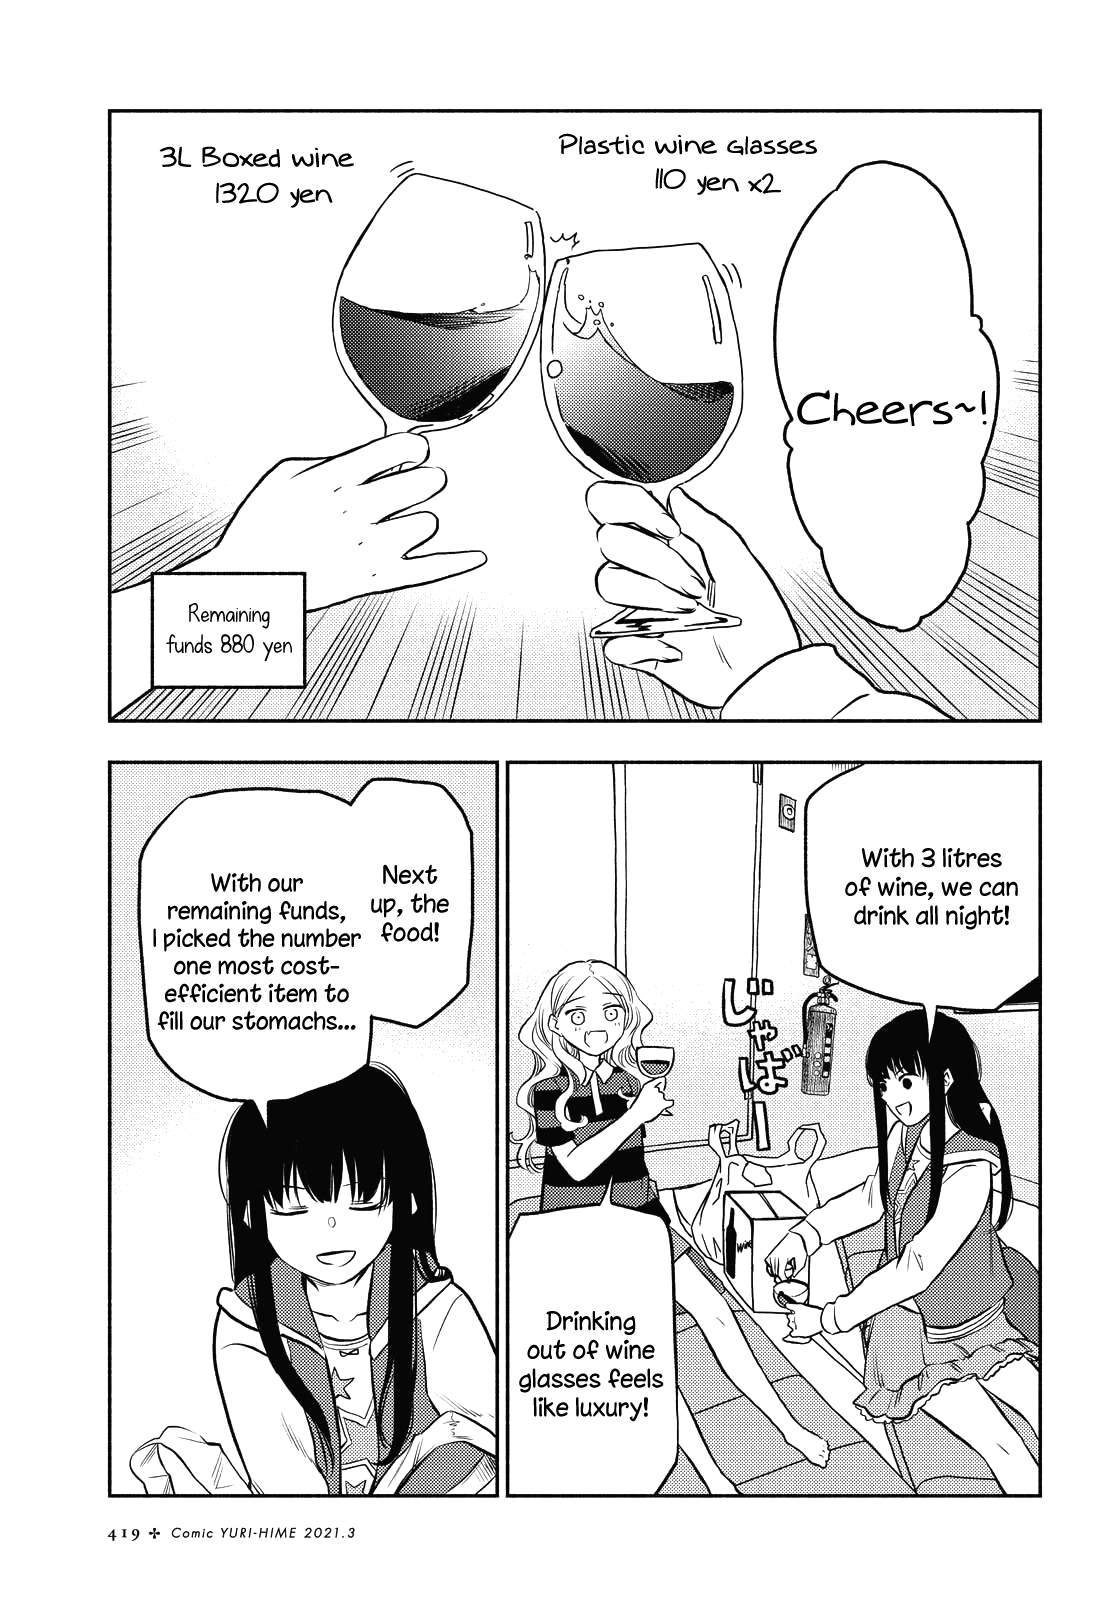 Plastic wine Glasses
110 yen x2
Cheers~!
3L Boxed wine
1320 yen
Remaining
funds 880 yen
With 3 litres
of wine, we can
drink all night!
じゃばー
wine
Drinking
out of wine
glasses feels
like luxury!
Next
up, the
food!
With our
remaining funds,
I picked the number
one most cost-
efficient item to
fill our stomachs...
419 ✢ Comic YURI-HIME 2021.3